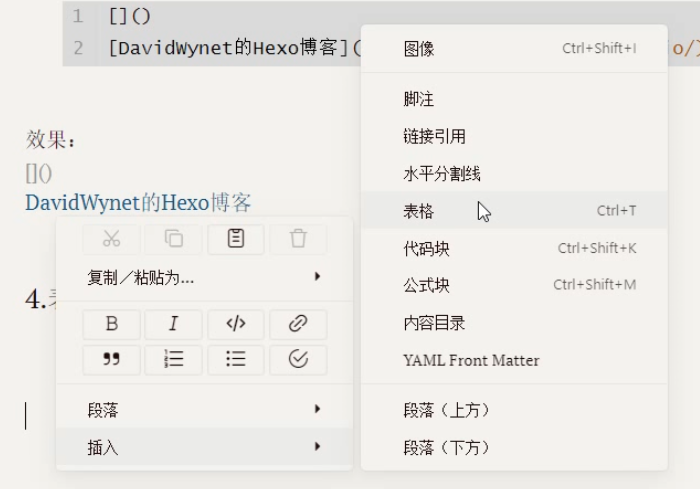 1 []()
2 [DavidWynet的Hexo博客](
o/)
效果：
[]()
DavidWynet的Hexo博客
4.
复制／粘贴为...
B I </>
段落
插入
图像 Ctrl+Shift+I
脚注
链接引用
水平分割线
表格 Ctrl+T
代码块 Ctrl+Shift+K
公式块 Ctrl+Shift+M
内容目录
YAML Front Matter
段落（上方）
段落（下方）